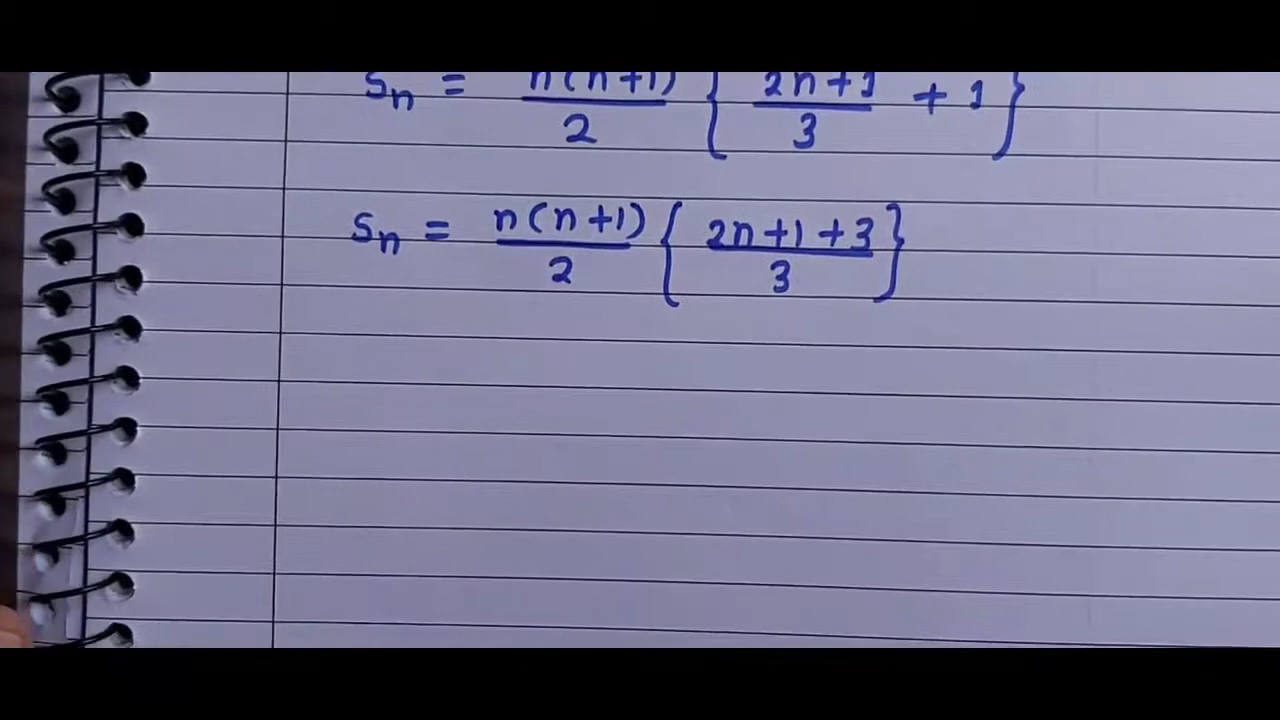 Sn = n(n+1)/2 { 2n+1/3 + 1 }
Sn = n(n+1)/2 { 2n+1+3/3 }